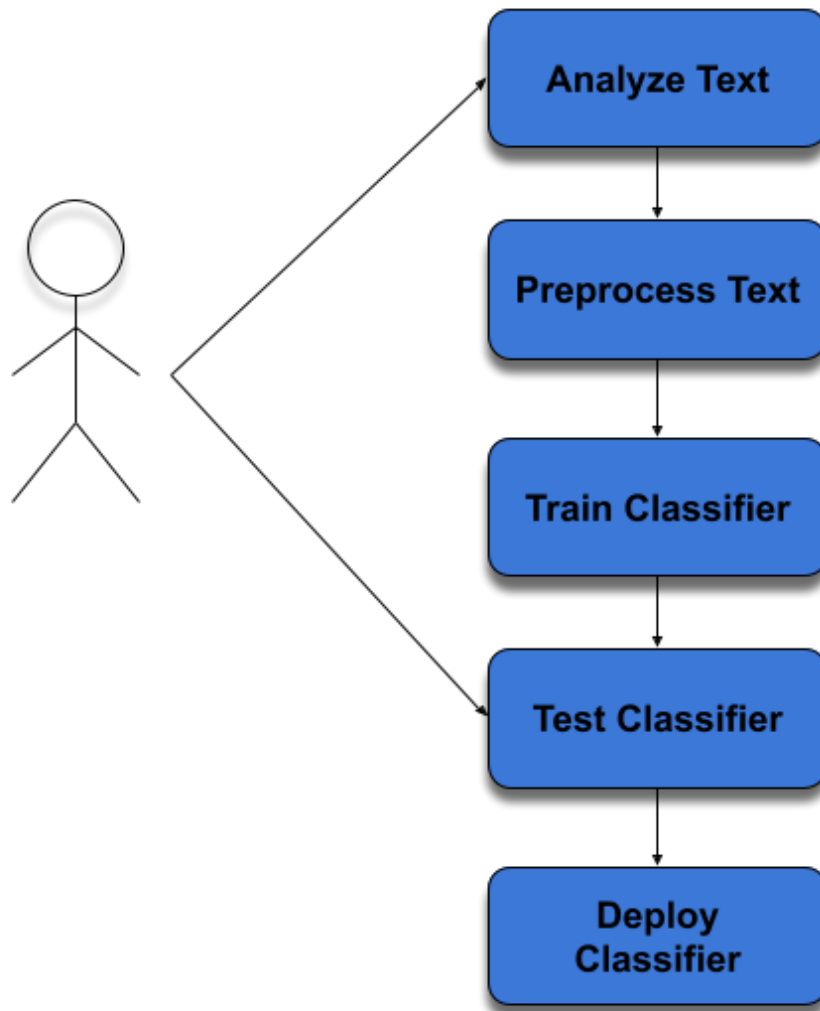 Analyze Text
Preprocess Text
Train Classifier
Test Classifier
Deploy
Classifier